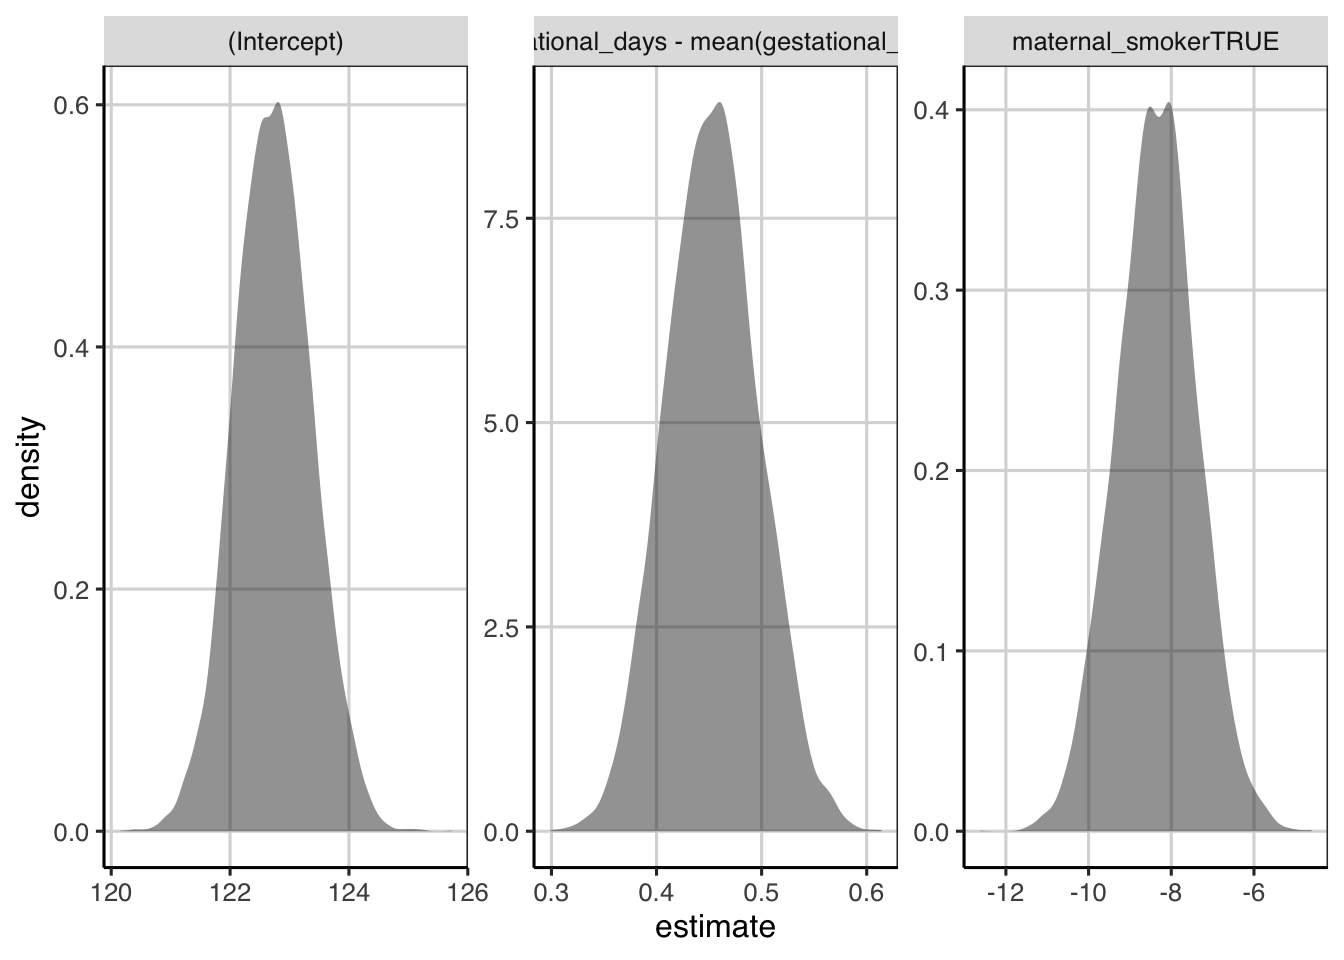 (Intercept)
ational_days - mean(gestational_
maternal_smokerTRUE
density
0.6
0.4
0.2
0.0
120 122 124 126
7.5
5.0
2.5
0.0
0.3 0.4 0.5 0.6
0.4
0.3
0.2
0.1
0.0
-12 -10 -8 -6
estimate